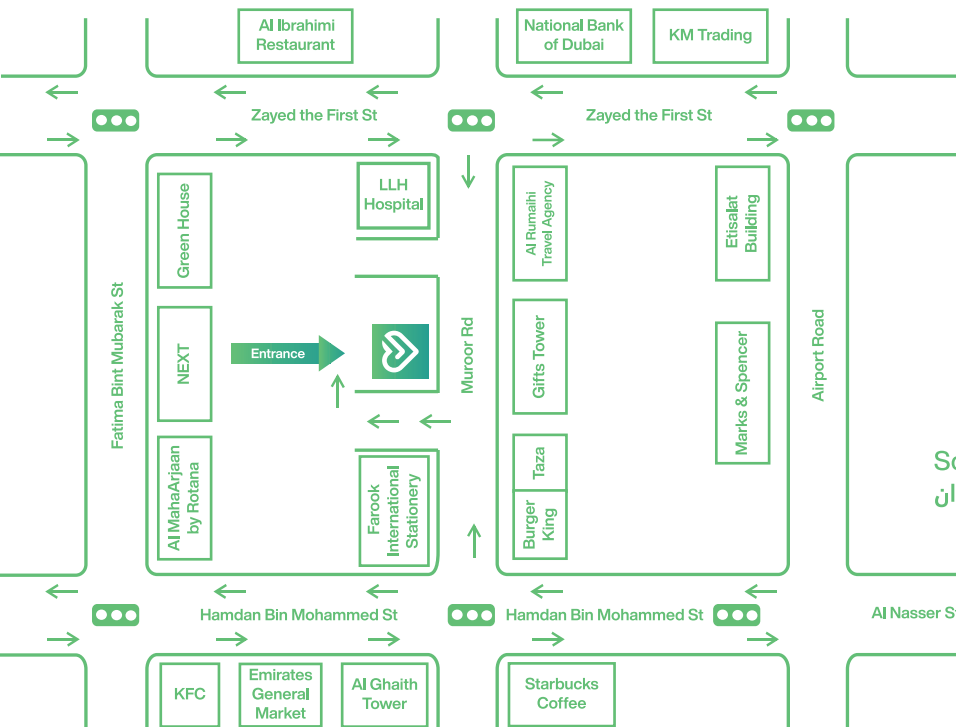 Al Ibrahimi
Restaurant
National Bank
of Dubai
KM Trading
Zayed the First St
Zayed the First St
LLH
Hospital
Green House
Al Rumaihi
Travel Agency
Etisallat
Building
Fatima Bint Mubarak St
NEXT
Entrance
Muroor Rd
Gifts Tower
Marks & Spencer
Airport Road
Al MahaArjaan
by Rotana
Farook
International
Stationery
Taza
Burger
King
Hamdan Bin Mohammed St
Hamdan Bin Mohammed St
Al Nasser S
KFC
Emirates
General
Market
Al Ghaith
Tower
Starbucks
Coffee